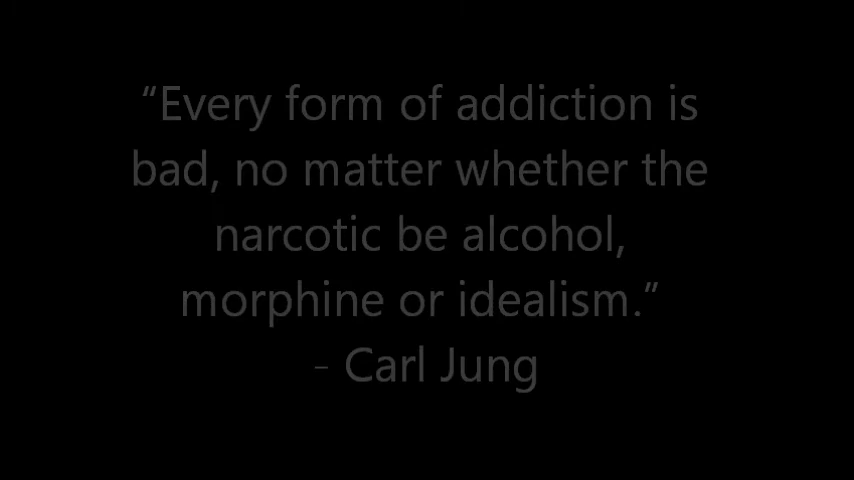 “Every form of addiction is
bad, no matter whether the
narcotic be alcohol,
morphine or idealism.”
- Carl Jung